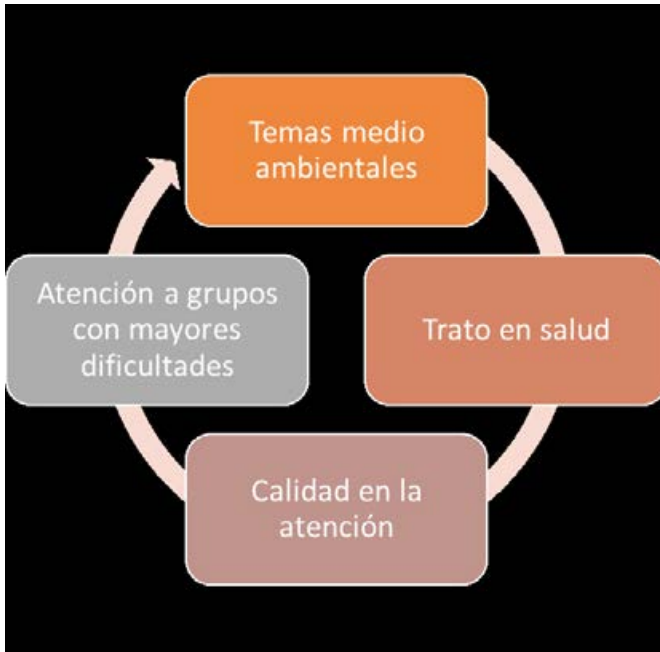 Temas medio
ambientales
Trato en salud
Calidad en la
atención
Atención a grupos
con mayores
dificultades